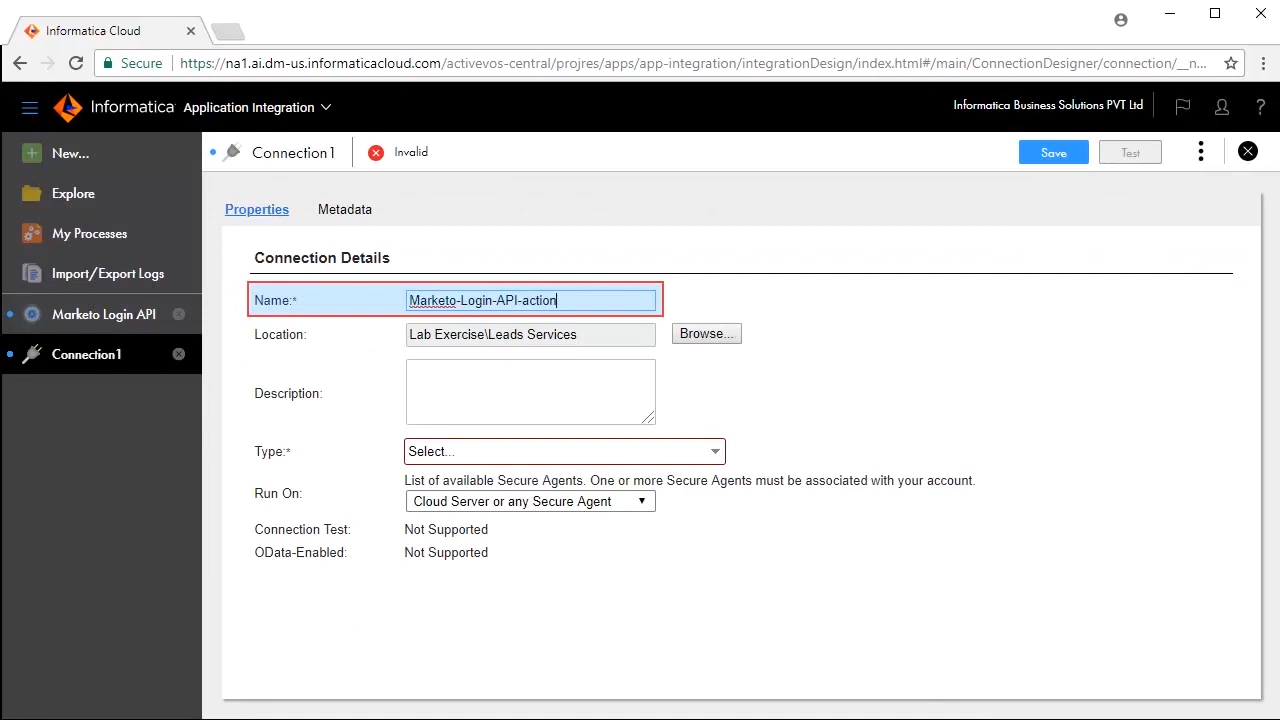 Informatica Cloud
Secure
https://na1.ai.dm-us.informaticacloud.com/activevos-central/projres/apps/app-integration/integrationDesign/index.html#/main/ConnectionDesigner/connection/__n...
Informatica Application Integration
Informatica Business Solutions PVT Ltd
?
New...
Explore
My Processes
Import/Export Logs
Marketo Login API
Connection1
Connection1
Invalid
Save
Test
Properties
Metadata
Connection Details
Name:* Marketo-Login-API-action
Location: Lab Exercise\Leads Services Browse...
Description:
Type:* Select...
List of available Secure Agents. One or more Secure Agents must be associated with your account.
Run On: Cloud Server or any Secure Agent
Connection Test: Not Supported
OData-Enabled: Not Supported